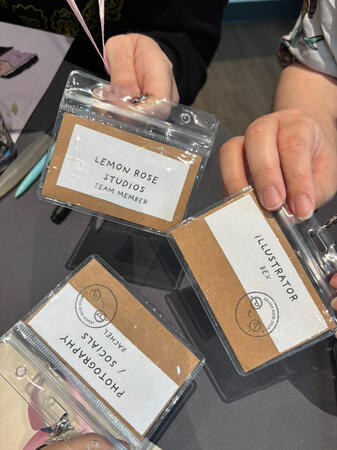 LEMON ROSE
STUDIOS
TEAM MEMBER
ILLUSTRATOR
BEX
PHOTOGRAPHY
/ SOCIALS
RACHEL